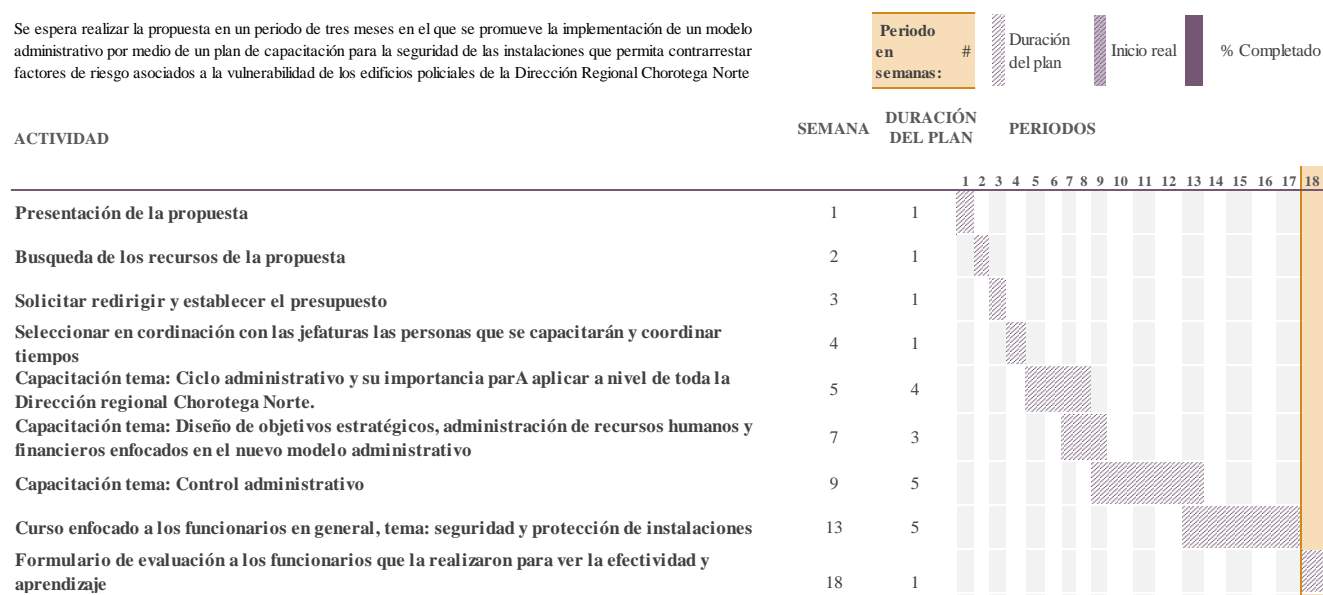 Se espera realizar la propuesta en un periodo de tres meses en el que se promueve la implementación de un modelo
administrativo por medio de un plan de capacitación para la seguridad de las instalaciones que permita contrarrestar
factores de riesgo asociados a la vulnerabilidad de los edificios policiales de la Dirección Regional Chorotega Norte
Periodo
en #
semanas:
Duración
del plan
Inicio real
% Completado
ACTIVIDAD
SEMANA
DURACIÓN
DEL PLAN
PERIODOS
1 2 3 4 5 6 7 8 9 10 11 12 13 14 15 16 17 18
Presentación de la propuesta 1 1
Busqueda de los recursos de la propuesta 2 1
Solicitar redirigir y establecer el presupuesto 3 1
Seleccionar en cordinación con las jefaturas las personas que se capacitarán y coordinar
tiempos 4 1
Capacitación tema: Ciclo administrativo y su importancia parA aplicar a nivel de toda la
Dirección regional Chorotega Norte. 5 4
Capacitación tema: Diseño de objetivos estratégicos, administración de recursos humanos y
financieros enfocados en el nuevo modelo administrativo 7 3
Capacitación tema: Control administrativo 9 5
Curso enfocado a los funcionarios en general, tema: seguridad y protección de instalaciones 13 5
Formulario de evaluación a los funcionarios que la realizaron para ver la efectividad y
aprendizaje 18 1